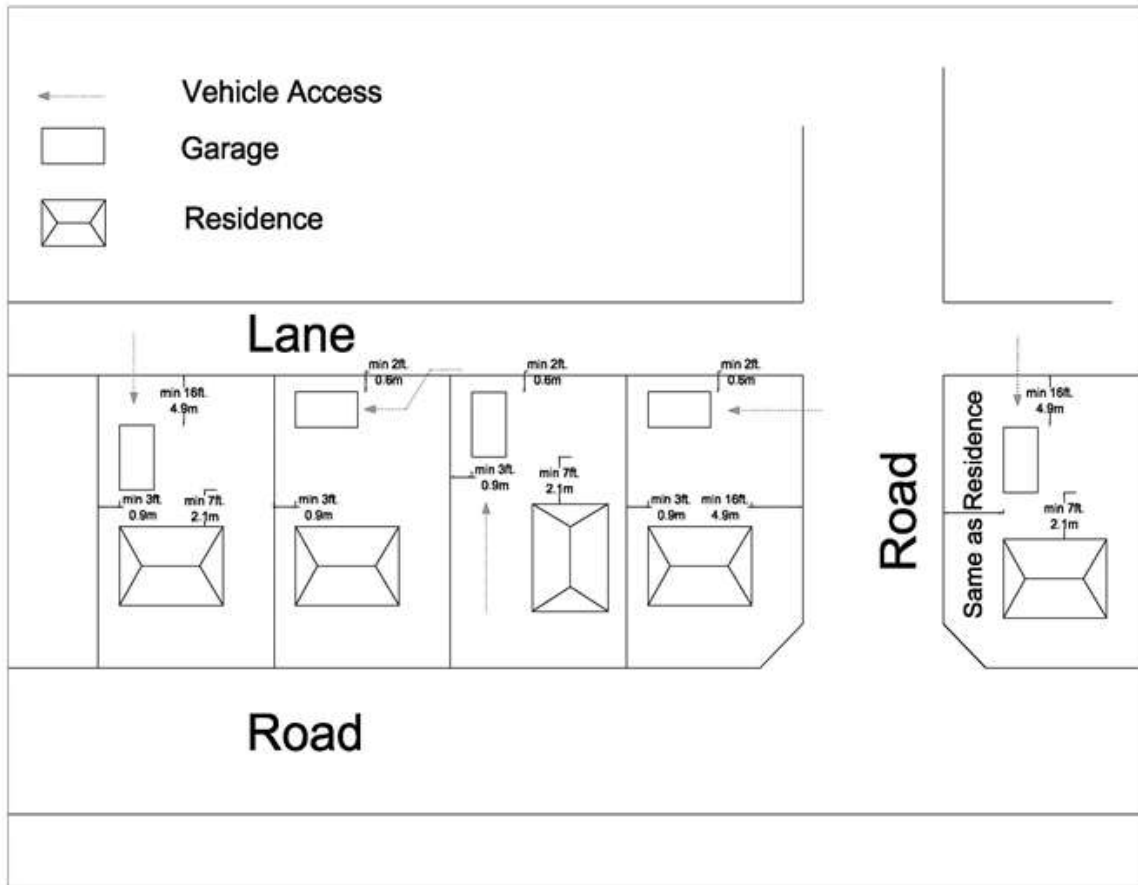 Vehicle Access
Garage
Residence
Lane
min 16ft.
4.9m
min 2ft.
0.6m
min 2ft.
0.6m
min 2ft.
0.6m
min 16ft.
4.9m
min 3ft.
0.9m
min 7ft.
2.1m
min 3ft.
0.9m
min 3ft.
0.9m
min 7ft.
2.1m
min 3ft.
0.9m
min 16ft.
4.9m
Road
Same as Residence
min 7ft.
2.1m
Road